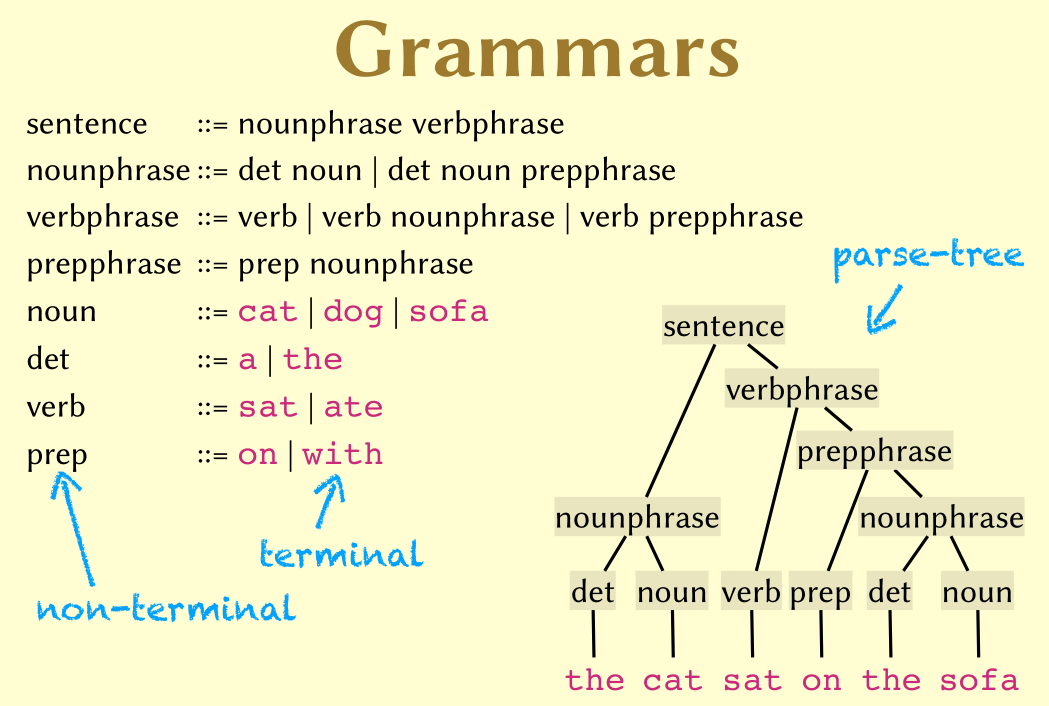 Grammars
sentence ::= nounphrase verbphrase
nounphrase ::= det noun | det noun prepphrase
verbphrase ::= verb | verb nounphrase | verb prepphrase
prepphrase ::= prep nounphrase
noun ::= cat | dog | sofa
det ::= a | the
verb ::= sat | ate
prep ::= on | with
terminal
non-terminal
parse-tree
sentence
verbphrase
prepphrase
nounphrase nounphrase
det noun verb prep det noun
the cat sat on the sofa